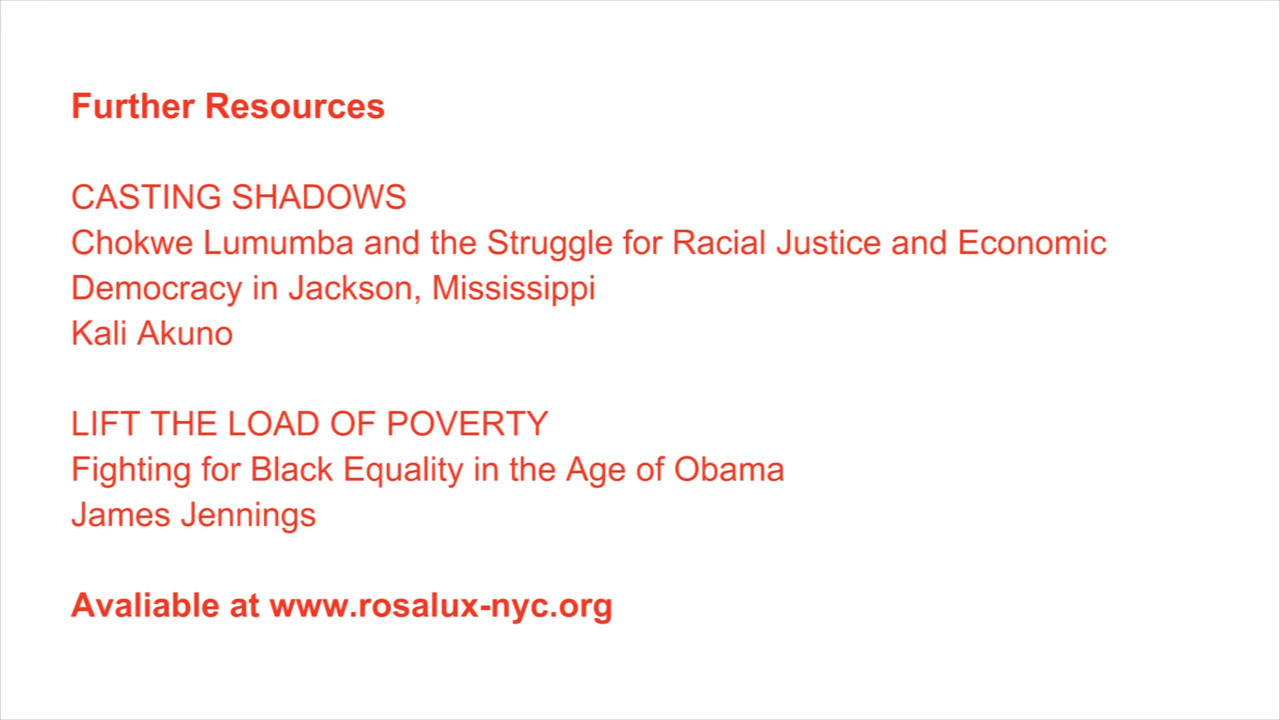 Further Resources
CASTING SHADOWS
Chokwe Lumumba and the Struggle for Racial Justice and Economic
Democracy in Jackson, Mississippi
Kali Akuno
LIFT THE LOAD OF POVERTY
Fighting for Black Equality in the Age of Obama
James Jennings
Avaliable at www.rosalux-nyc.org